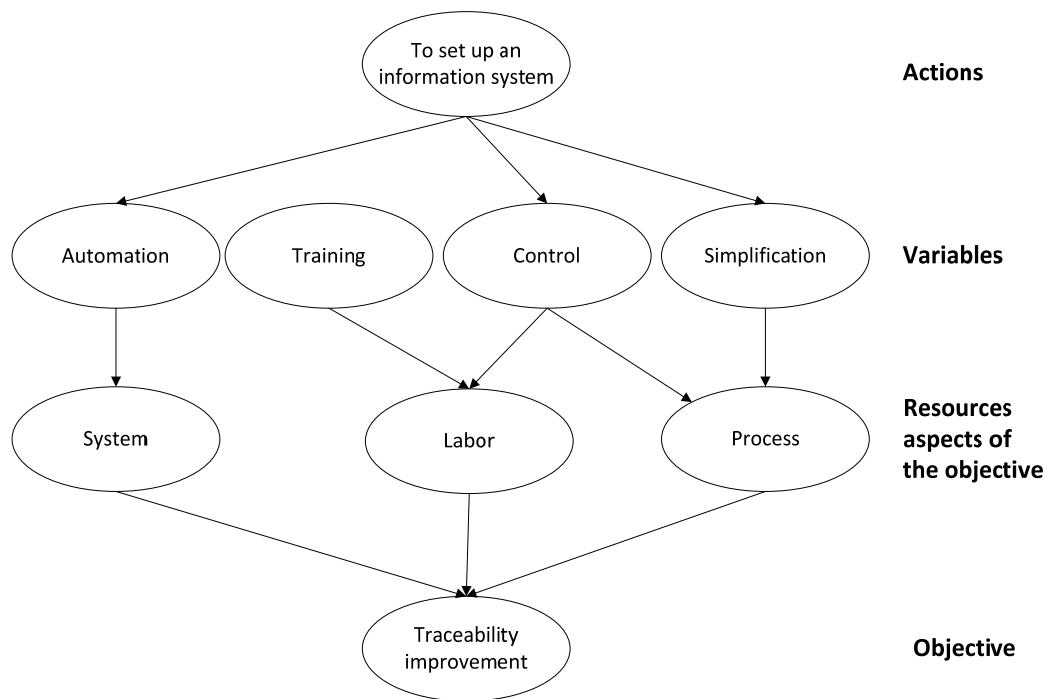 To set up an
information system
Actions
Automation
Training
Control
Simplification
Variables
System
Labor
Process
Resources
aspects of
the objective
Traceability
improvement
Objective